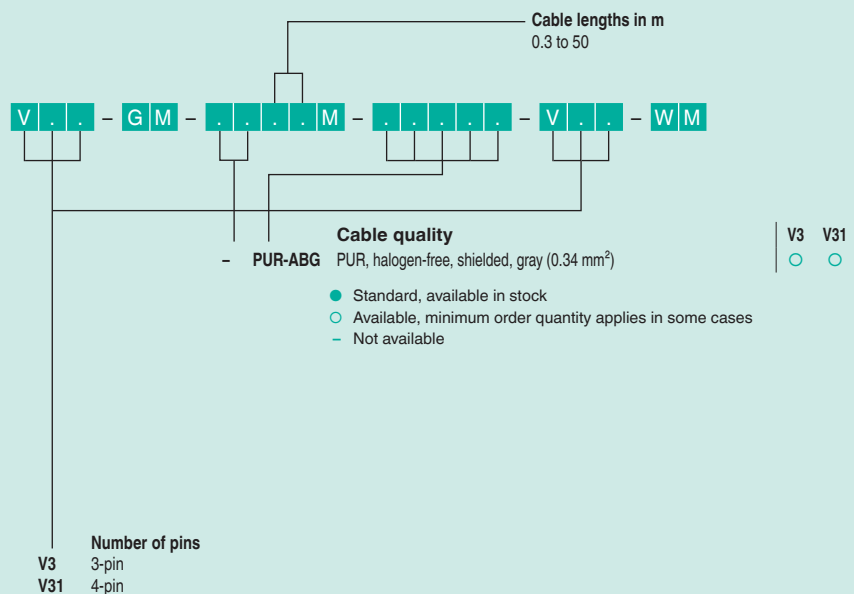 Cable lengths in m
0.3 to 50
V . . – G M – . . . . M – . . . . . – V . . – W M
Cable quality
V3 V31
– PUR-ABG PUR, halogen-free, shielded, gray (0.34 mm²) ○ ○
● Standard, available in stock
○ Available, minimum order quantity applies in some cases
– Not available
Number of pins
V3 3-pin
V31 4-pin